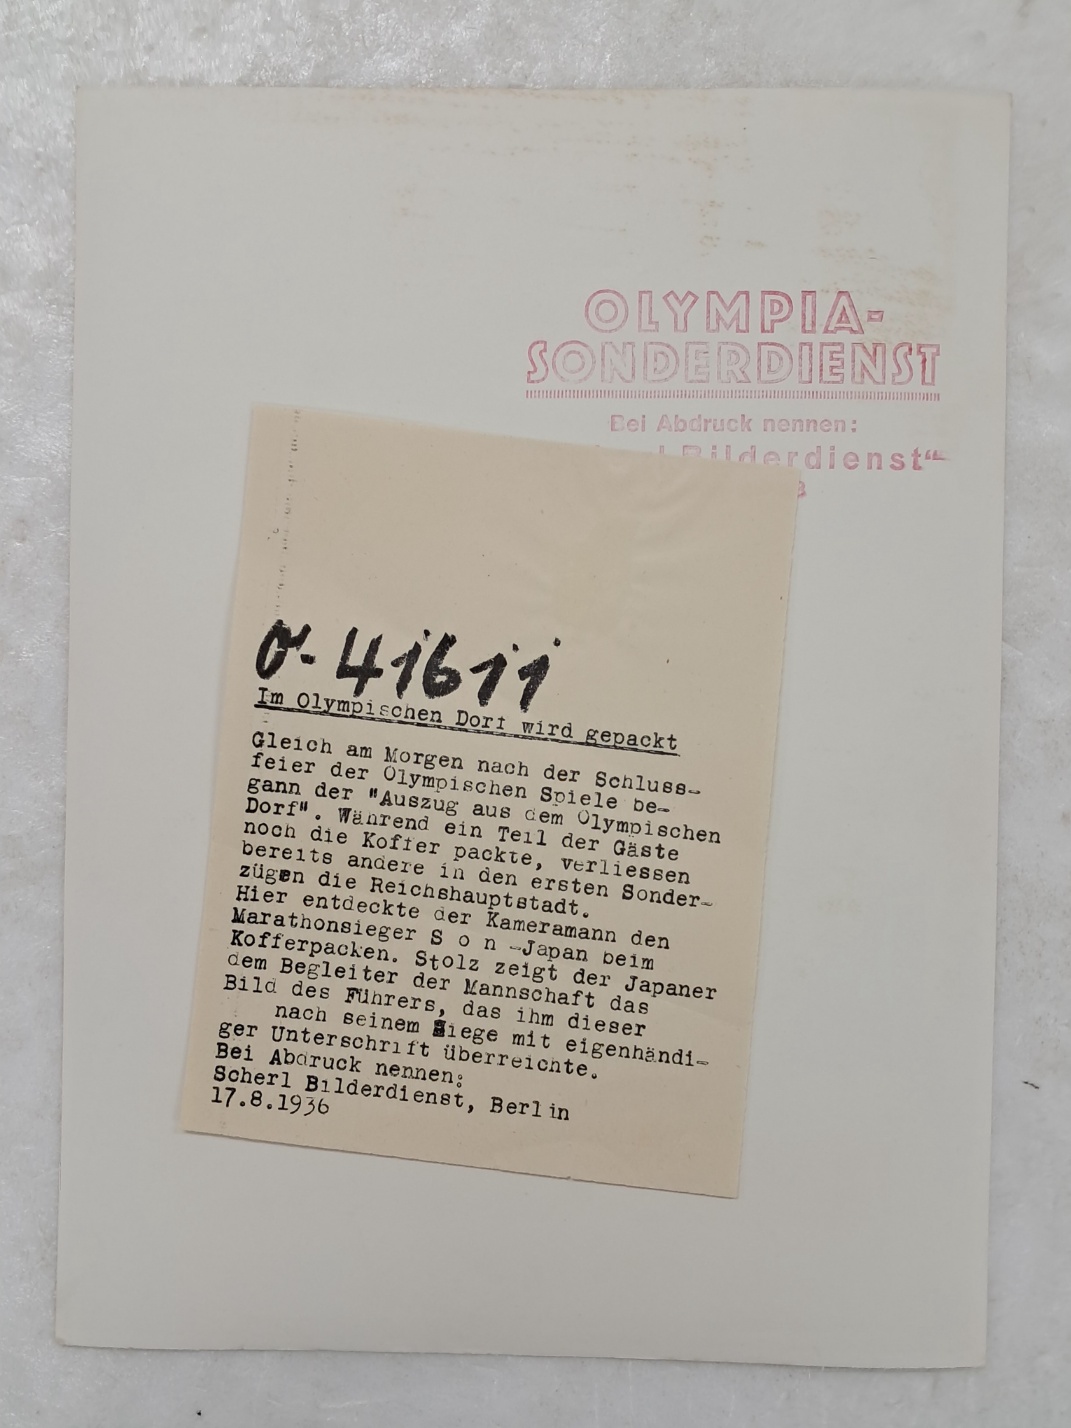 OLYMPIA-
SONDERDIENST
Bei Abdruck nennen:
Bilderdienst“
O.- 41611
Im Olympischen Dorf wird gepackt
Gleich am Morgen nach der Schluss-
feier der Olympischen Spiele be-
gann der "Auszug aus dem Olympischen
Dorf". Während ein Teil der Gäste
noch die Koffer packte, verliessen
bereits andere in den ersten Sonder-
zügen die Reichshauptstadt.
Hier entdeckte der Kameramann den
Marathonsieger S o n -Japan beim
Kofferpacken. Stolz zeigt der Japaner
dem Begleiter der Mannschaft das
Bild des Führers, das ihm dieser
nach seinem Siege mit eigenhändi-
ger Unterschrift überreichte.
Bei Abdruck nennen:
Scherl Bilderdienst, Berlin
17.8.1936